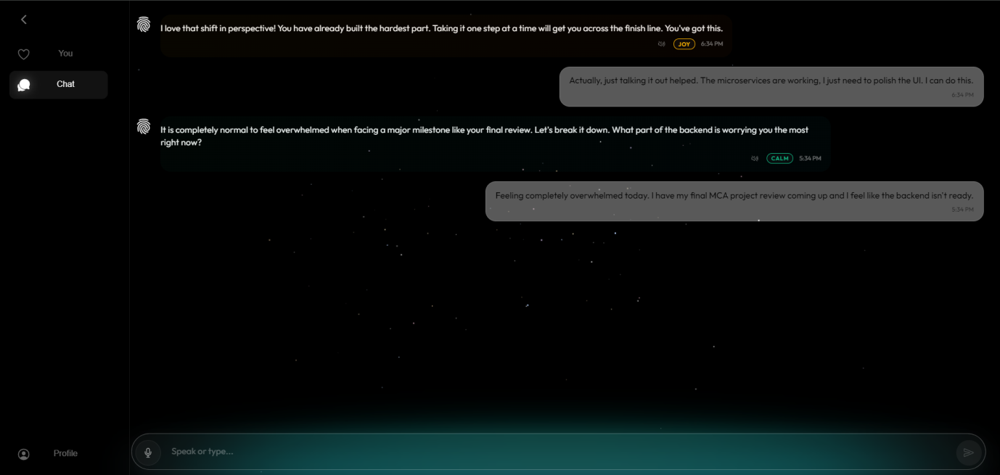 You
Chat
Profile
I love that shift in perspective! You have already built the hardest part. Taking it one step at a time will get you across the finish line. You've got this.
JOY 6:34 PM
Actually, just talking it out helped. The microservices are working, I just need to polish the UI. I can do this.
6:34 PM
It is completely normal to feel overwhelmed when facing a major milestone like your final review. Let's break it down. What part of the backend is worrying you the most
right now?
CALM 5:34 PM
Feeling completely overwhelmed today. I have my final MCA project review coming up and I feel like the backend isn't ready.
5:34 PM
Speak or type...